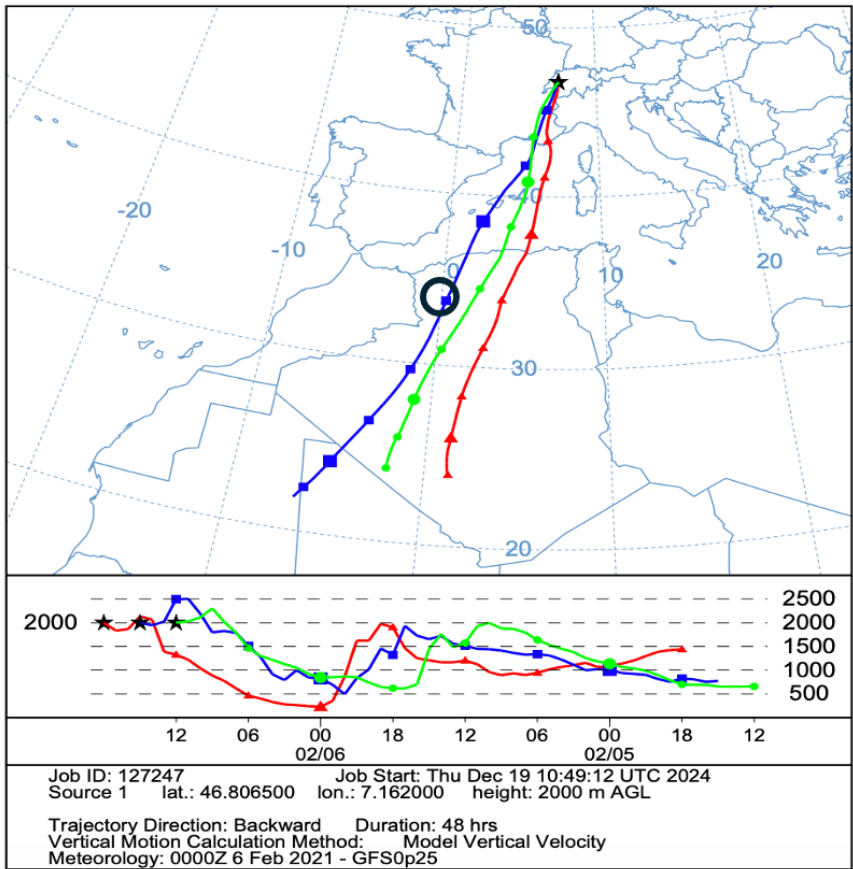 50
-20
40
-10
0
10
20
30
20
2000
2500
2000
1500
1000
500
12 06 00 18 12 06 00 18 12
02/06 02/05
Job ID: 127247 Job Start: Thu Dec 19 10:49:12 UTC 2024
Source 1 lat.: 46.806500 lon.: 7.162000 height: 2000 m AGL
Trajectory Direction: Backward Duration: 48 hrs
Vertical Motion Calculation Method: Model Vertical Velocity
Meteorology: 0000Z 6 Feb 2021 - GFS0p25